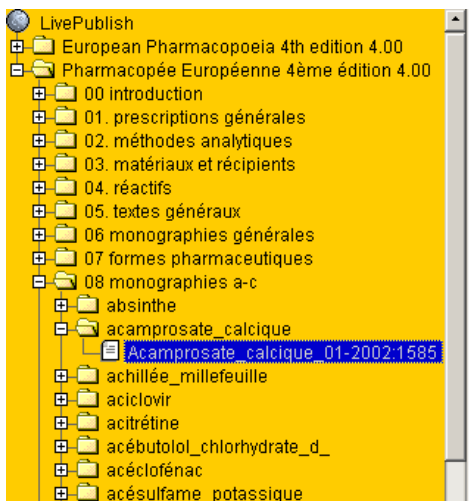 LivePublish
European Pharmacopoeia 4th edition 4.00
Pharmacopée Européenne 4ème édition 4.00
00 introduction
01. prescriptions générales
02. méthodes analytiques
03. matériaux et récipients
04. réactifs
05. textes généraux
06 monographies générales
07 formes pharmaceutiques
08 monographies a-c
absinthe
acamprosate_calcique
Acamprosate_calcique_01-2002:1585
achillée_millefeuille
aciclovir
acitrétine
acébutolol_chlorhydrate_d_
acéclofénac
acésulfame_potassique